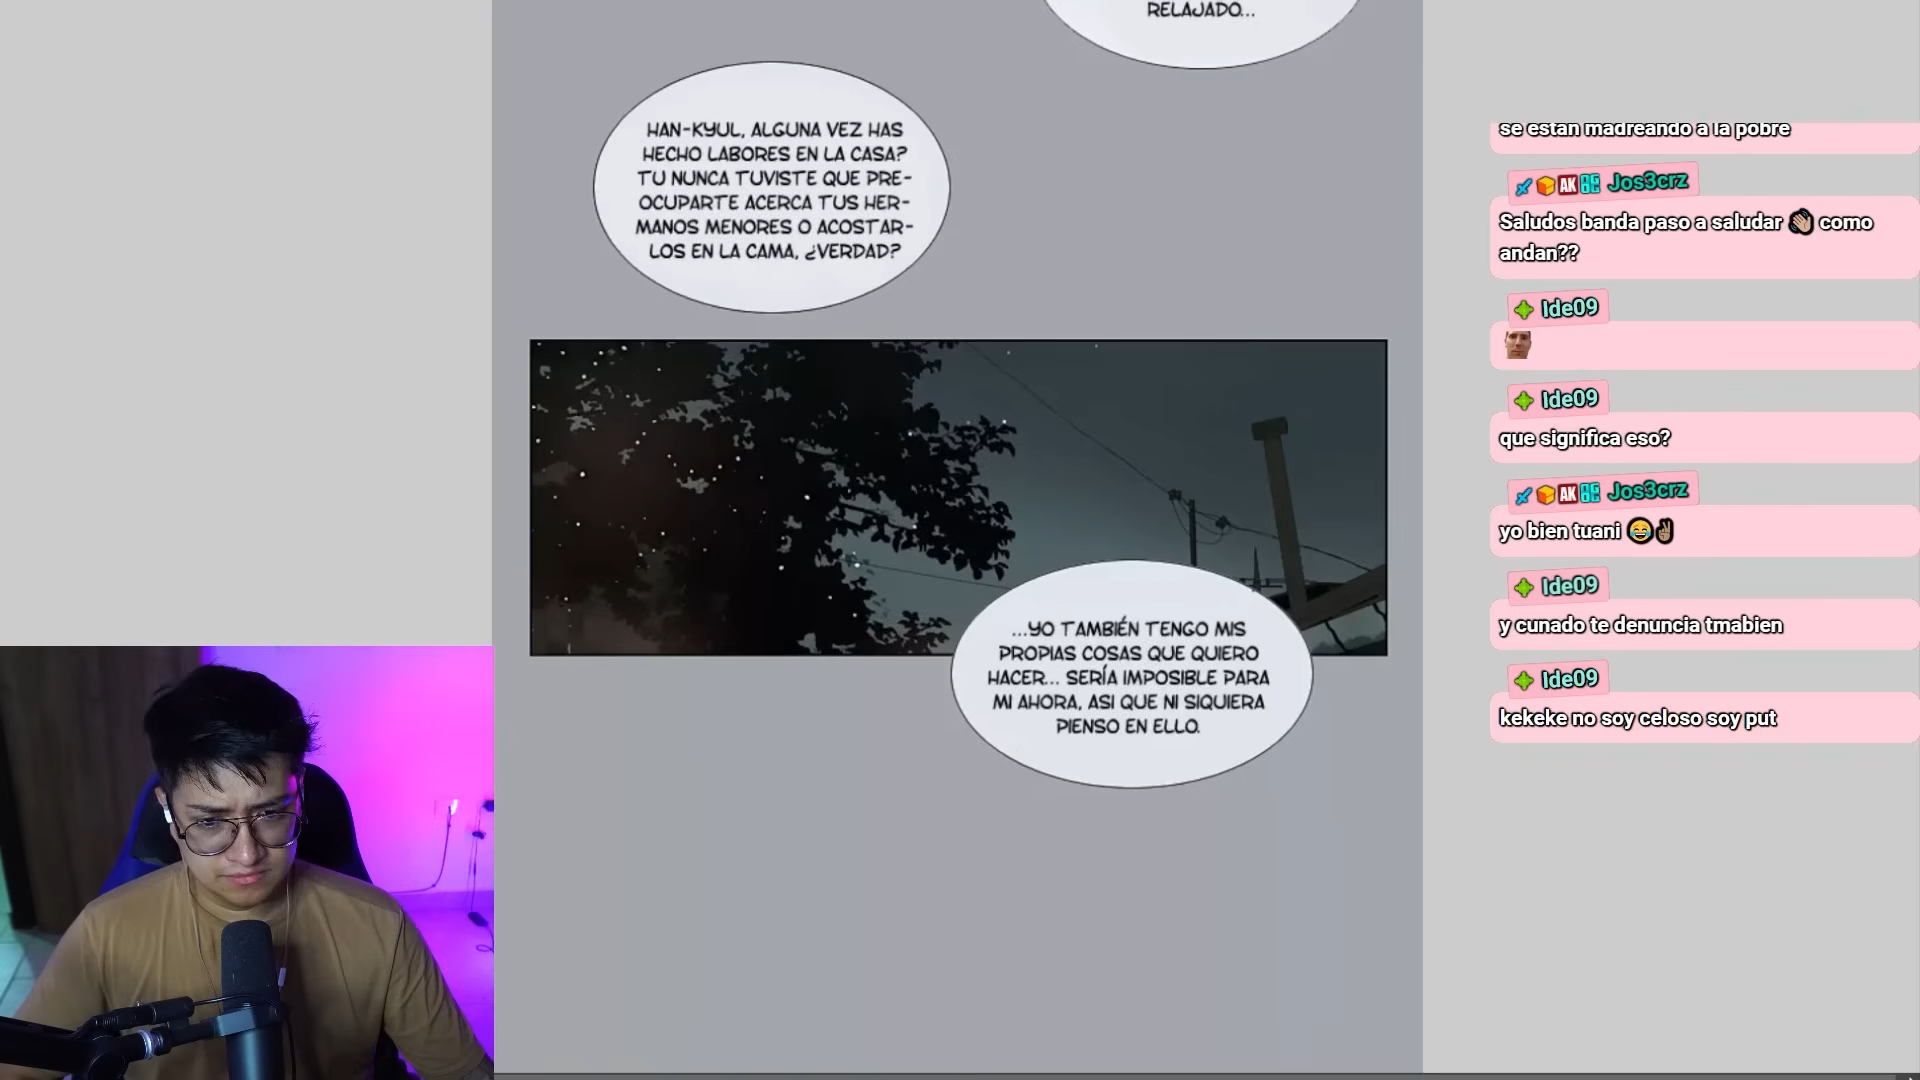 RELAJADO...
HAN-KYUL, ALGUNA VEZ HAS
HECHO LABORES EN LA CASA?
TU NUNCA TUVISTE QUE PRE-
OCUPARTE ACERCA TUS HER-
MANOS MENORES O ACOSTAR-
LOS EN LA CAMA, ¿VERDAD?
...YO TAMBIÉN TENGO MIS
PROPIAS COSAS QUE QUIERO
HACER... SERÍA IMPOSIBLE PARA
MI AHORA, ASI QUE NI SIQUIERA
PIENSO EN ELLO.
se estan madreando a la pobre
AK Jos3crz
Saludos banda paso a saludar 👋🏽 como
andan??
lde09
lde09
que significa eso?
AK Jos3crz
yo bien tuani 😂✌🏽
lde09
y cunado te denuncia tmabien
lde09
kekeke no soy celoso soy put